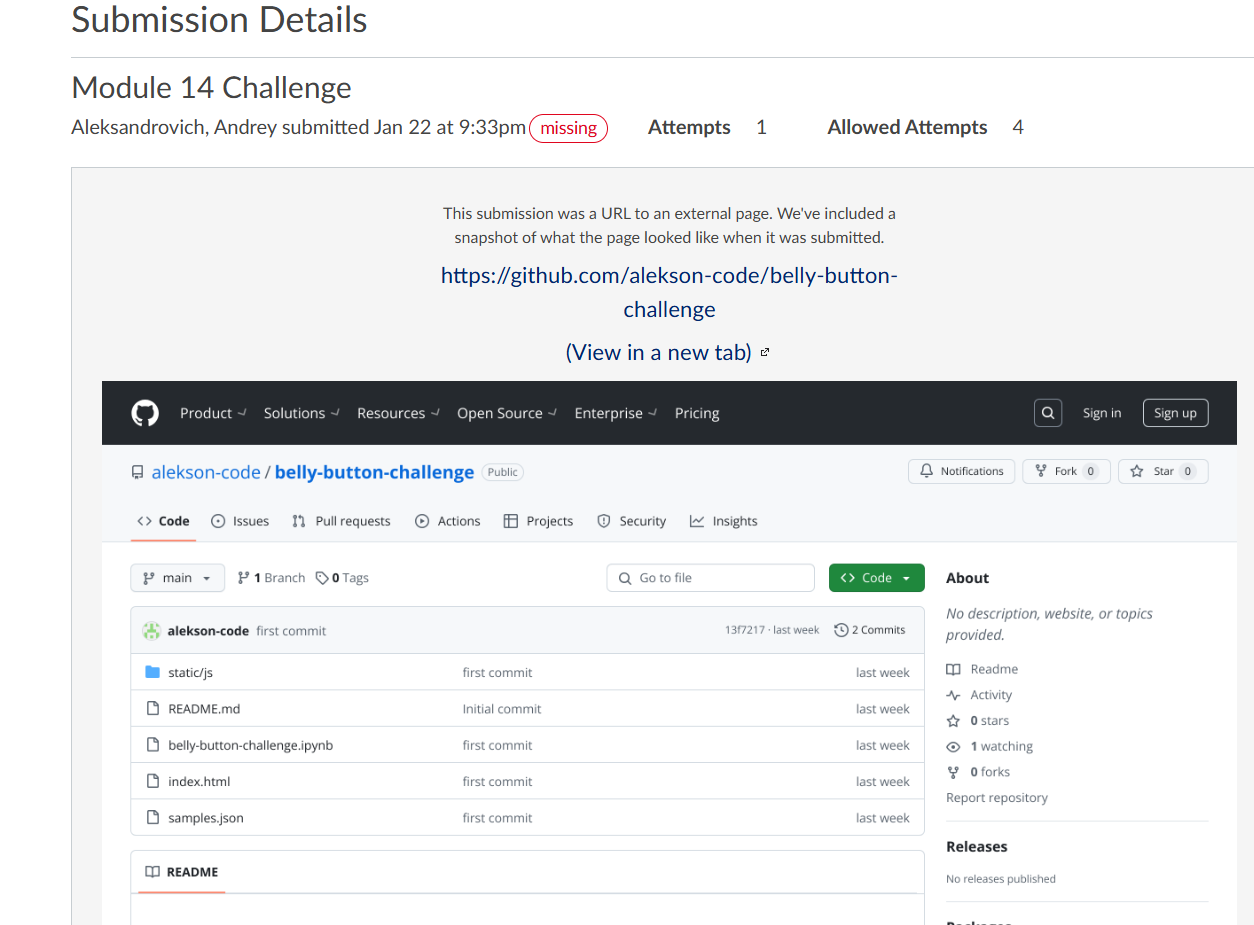 Submission Details
Module 14 Challenge
Aleksandrovich, Andrey submitted Jan 22 at 9:33pm missing Attempts 1 Allowed Attempts 4
This submission was a URL to an external page. We've included a
snapshot of what the page looked like when it was submitted.
https://github.com/alekson-code/belly-button-
challenge
(View in a new tab)
Product Solutions Resources Open Source Enterprise Pricing Sign in Sign up
alekson-code / belly-button-challenge Public Notifications Fork 0 Star 0
Code Issues Pull requests Actions Projects Security Insights
main 1 Branch 0 Tags Go to file Code About
No description, website, or topics
provided.
alekson-code first commit 13f7217 · last week 2 Commits
static/js first commit last week
README.md Initial commit last week
belly-button-challenge.ipynb first commit last week
index.html first commit last week
samples.json first commit last week
Readme
Activity
0 stars
1 watching
0 forks
Report repository
README
Releases
No releases published